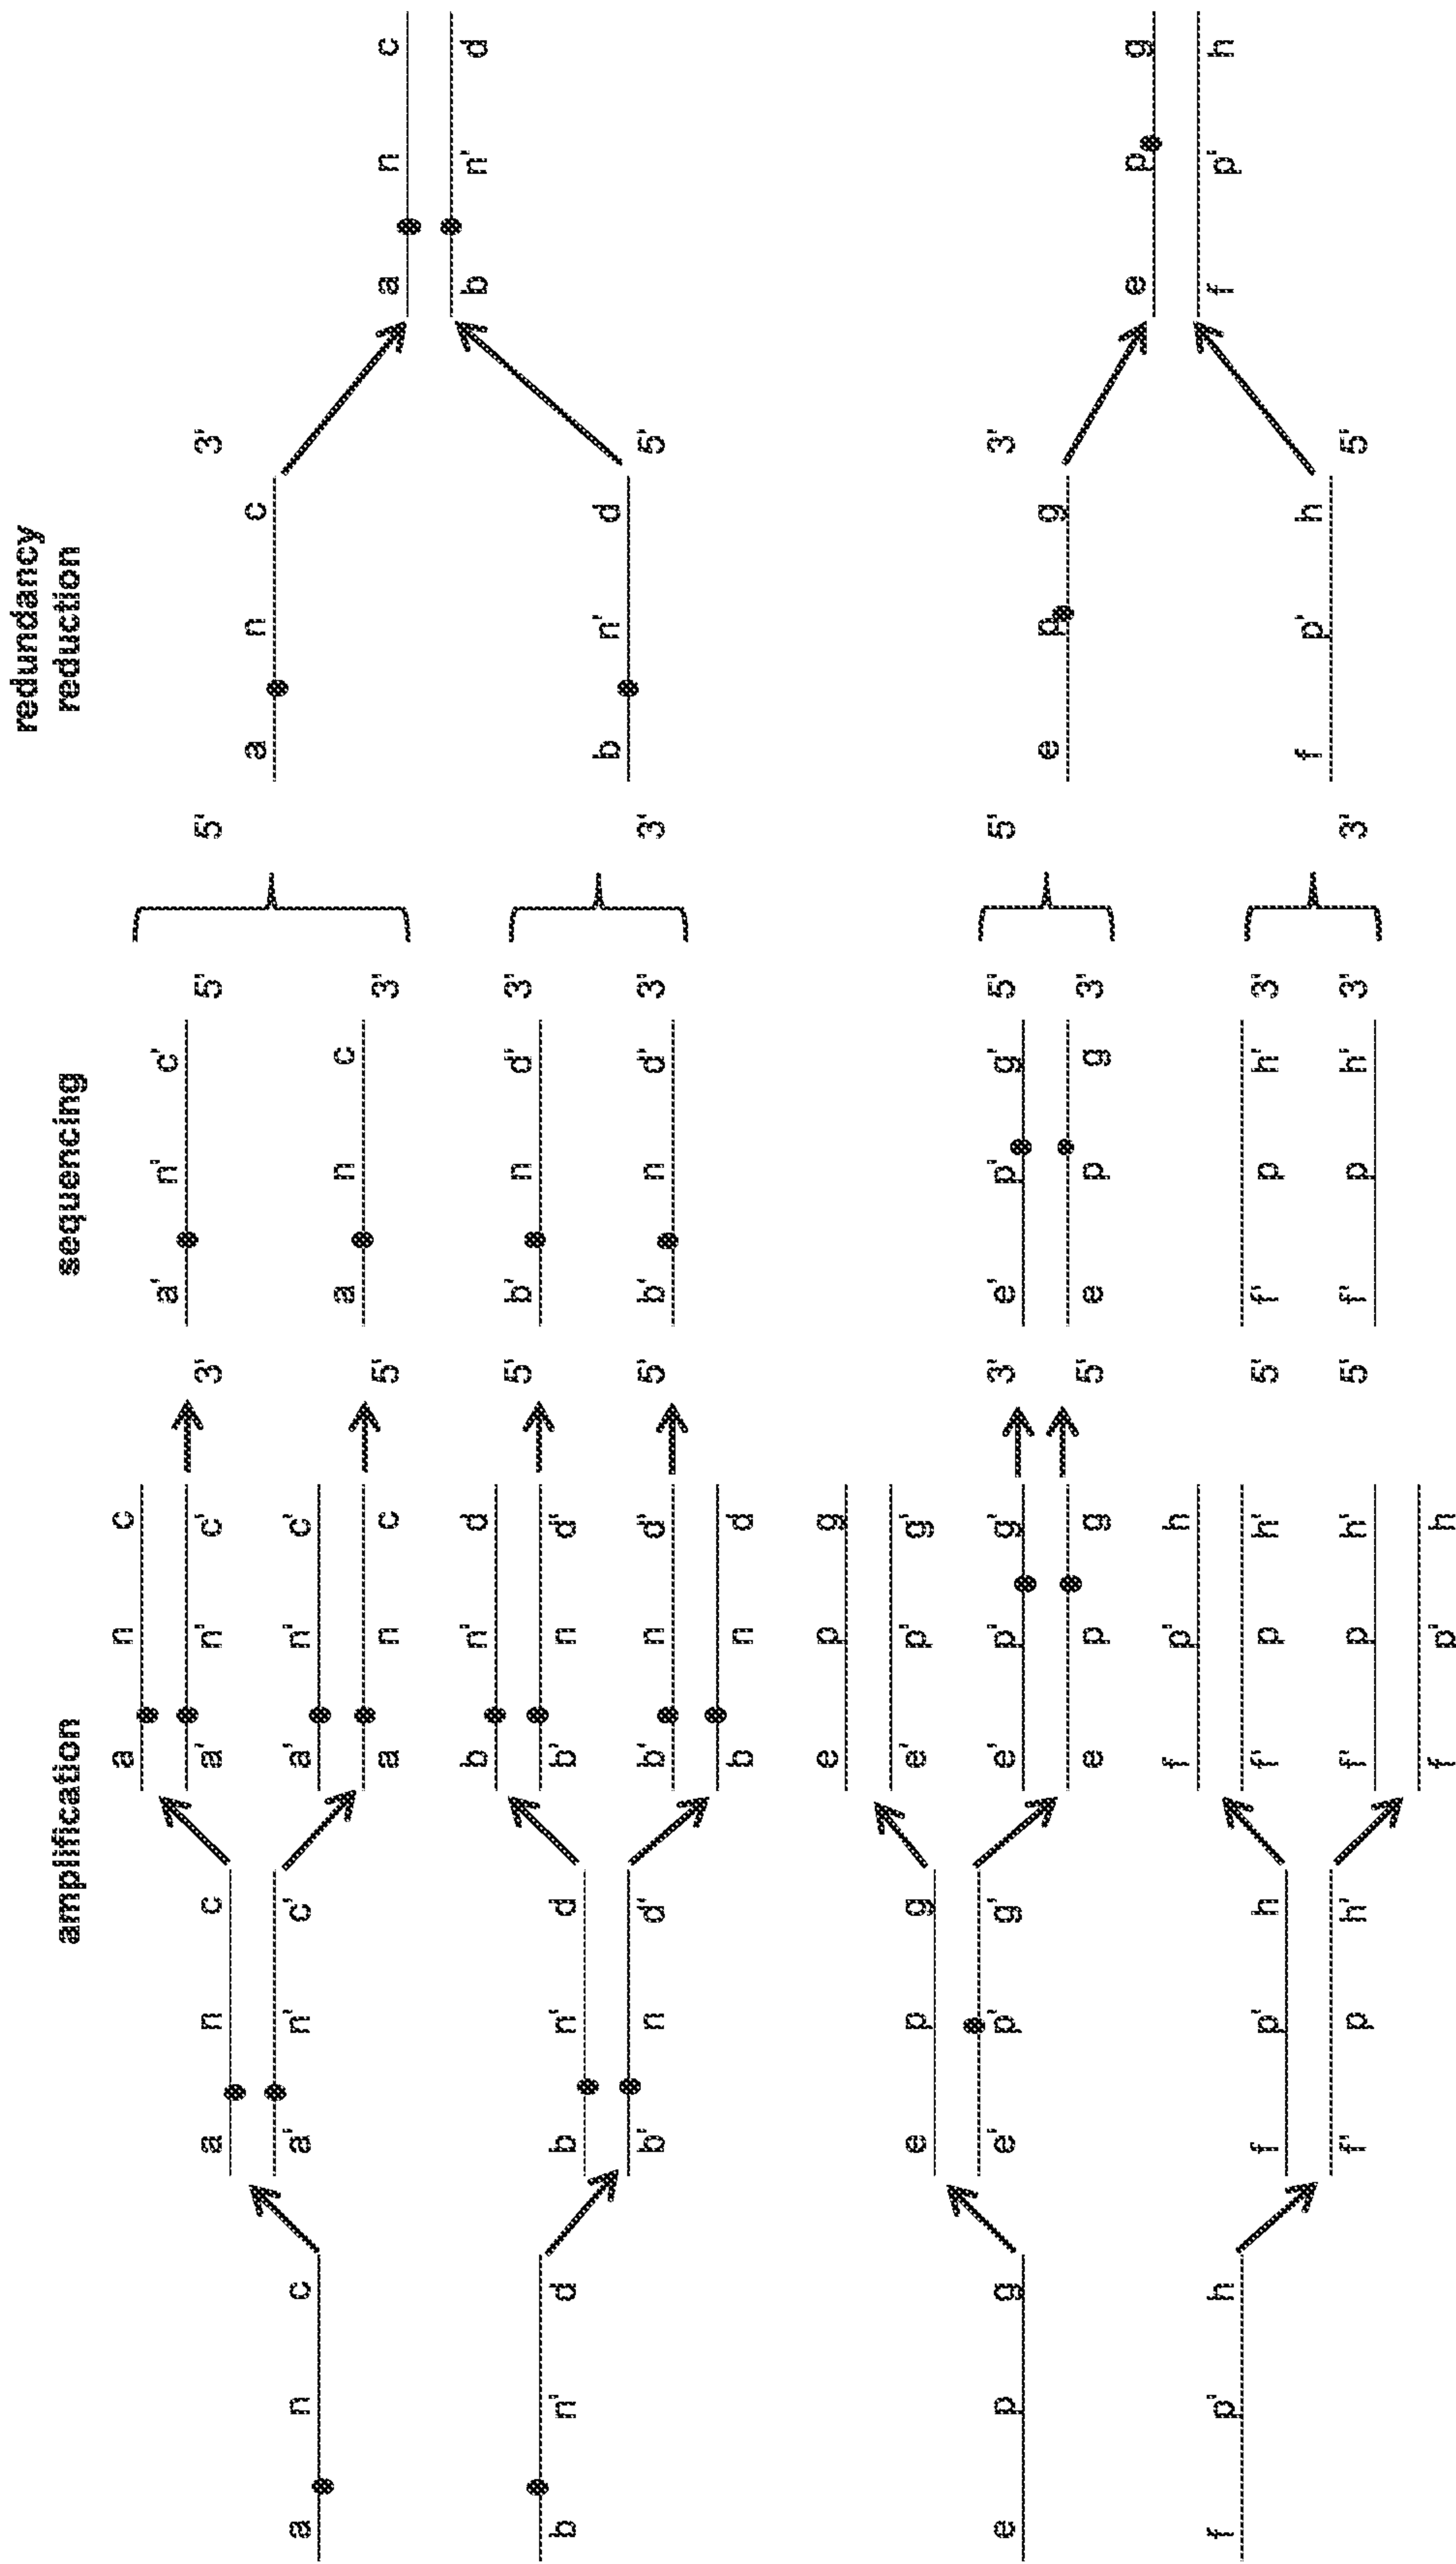 redundancy
amplification sequencing reduction
a n c
a' n' c'
a n c a' n' c' 3' 5' 5' 3'
a n c
a n c a' n' c' a' n' c'
a n c
a n c 5' 3' a n c
b n' d b n' d
5' b' n d' 3'
b n' d b n' d b' n d'
b n' d
b' n d' b' n d' 5' b' n d' 3' 3' 5'
b n d
e p g
e p g e' p' g'
e p g e' p' g' e' p' g' 3' e' p' g' 5' 5' 3'
e p g
e p g 5' e p g 3'
e p g
f p' h
f p' h f p' h
f p' h f' p h' 5' f' p h' 3'
f p' h
f' p h' f' p h' 5' f' p h' 3' 3' 5'
f p' h